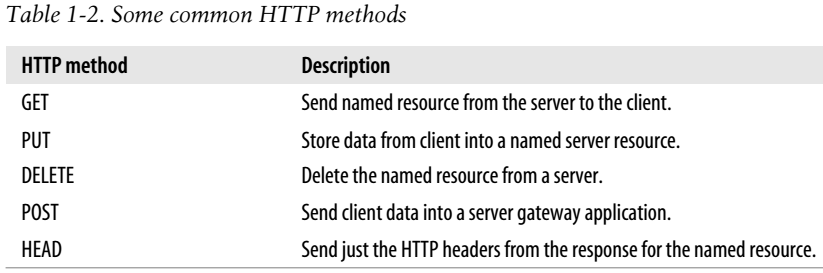 Table 1-2. Some common HTTP methods
HTTP method Description
GET Send named resource from the server to the client.
PUT Store data from client into a named server resource.
DELETE Delete the named resource from a server.
POST Send client data into a server gateway application.
HEAD Send just the HTTP headers from the response for the named resource.